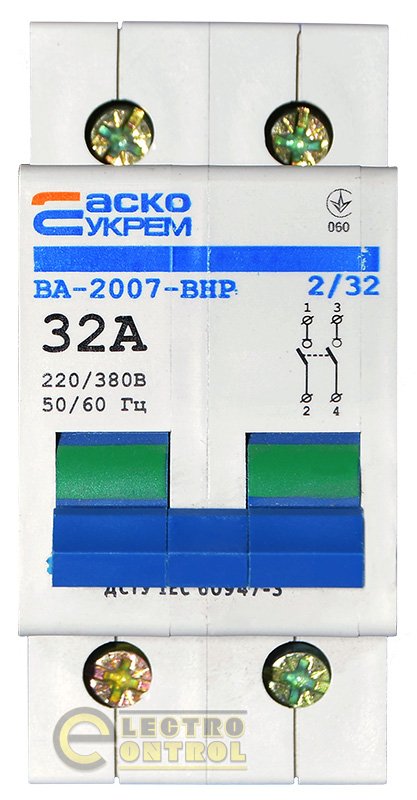 аско
УКРЕМ
060
ВА-2007-ВНР 2/32
32А
220/380В
50/60 Гц
1 3
2 4
ДСТУ IEC 60947-3
ELECTRO
CONTROL